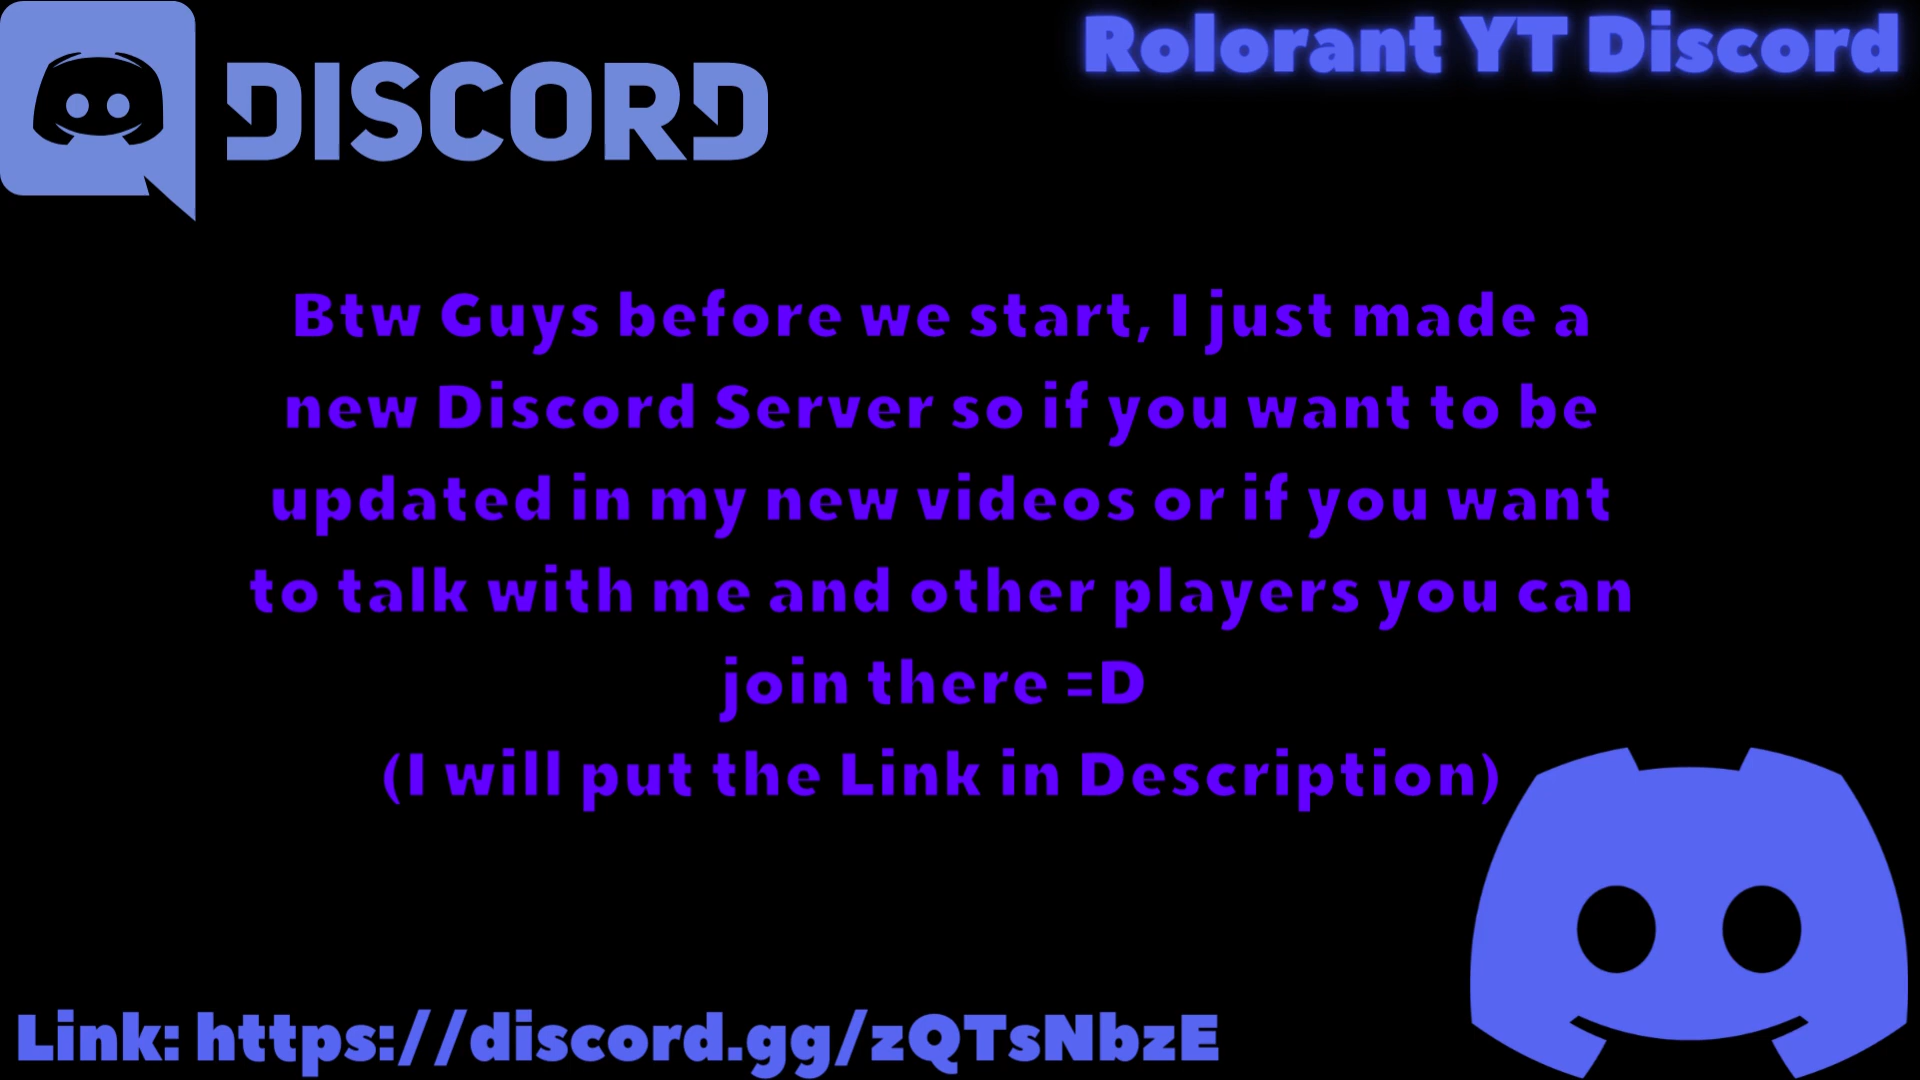 DISCORD
Rolorant YT Discord
Btw Guys before we start, I just made a
new Discord Server so if you want to be
updated in my new videos or if you want
to talk with me and other players you can
join there =D
(I will put the Link in Description)
Link: https://discord.gg/zQTsNbzE